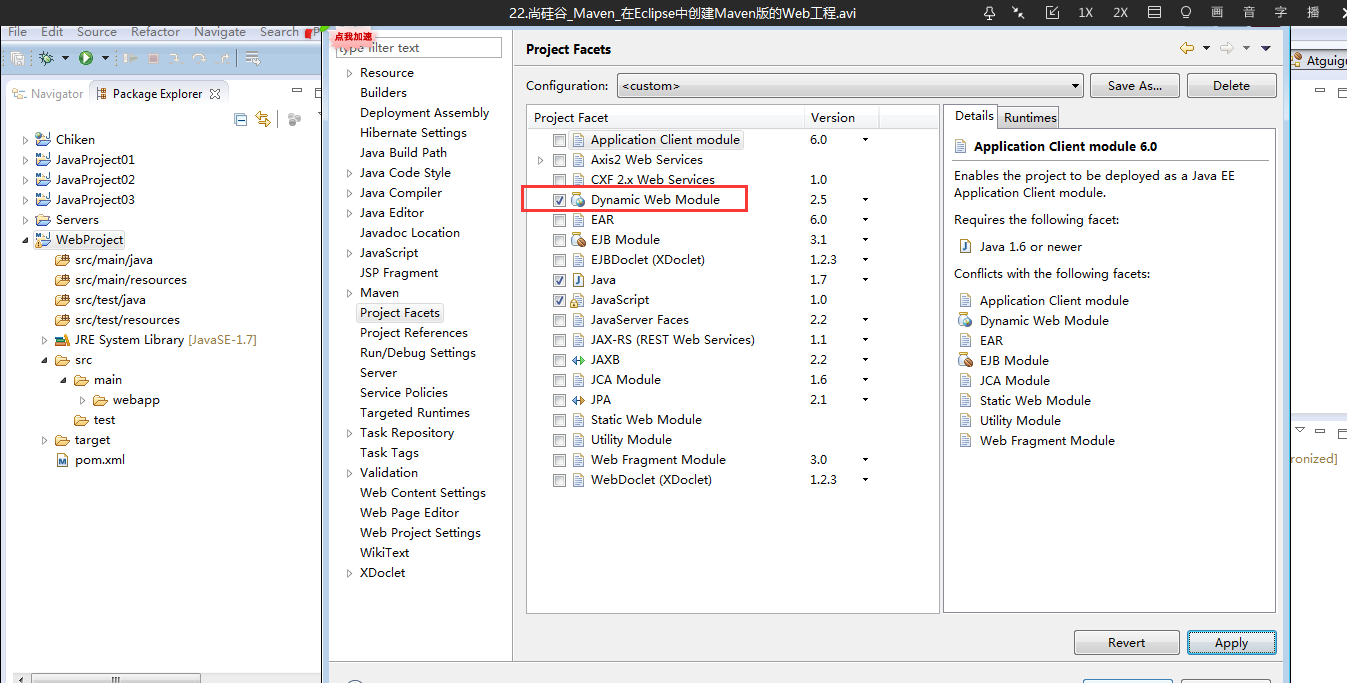 22.尚硅谷_Maven_在Eclipse中创建Maven版的Web工程.avi
1X 2X 画 音 字 播
File Edit Source Refactor Navigate Search
点我加速
type filter text
Navigator
Package Explorer
Chiken
JavaProject01
JavaProject02
JavaProject03
Servers
WebProject
src/main/java
src/main/resources
src/test/java
src/test/resources
JRE System Library [JavaSE-1.7]
src
main
webapp
test
target
pom.xml
Resource
Builders
Deployment Assembly
Hibernate Settings
Java Build Path
Java Code Style
Java Compiler
Java Editor
Javadoc Location
JavaScript
JSP Fragment
Maven
Project Facets
Project References
Run/Debug Settings
Server
Service Policies
Targeted Runtimes
Task Repository
Task Tags
Validation
Web Content Settings
Web Page Editor
Web Project Settings
WikiText
XDoclet
Project Facets
Configuration: <custom> Save As... Delete
Project Facet Version
Application Client module 6.0
Axis2 Web Services
CXF 2.x Web Services 1.0
Dynamic Web Module 2.5
EAR 6.0
EJB Module 3.1
EJBDoclet (XDoclet) 1.2.3
Java 1.7
JavaScript 1.0
JavaServer Faces 2.2
JAX-RS (REST Web Services) 1.1
JAXB 2.2
JCA Module 1.6
JPA 2.1
Static Web Module
Utility Module
Web Fragment Module 3.0
WebDoclet (XDoclet) 1.2.3
Details Runtimes
Application Client module 6.0
Enables the project to be deployed as a Java EE
Application Client module.
Requires the following facet:
Java 1.6 or newer
Conflicts with the following facets:
Application Client module
Dynamic Web Module
EAR
EJB Module
JCA Module
Static Web Module
Utility Module
Web Fragment Module
Revert Apply
Atguigu
ronized]